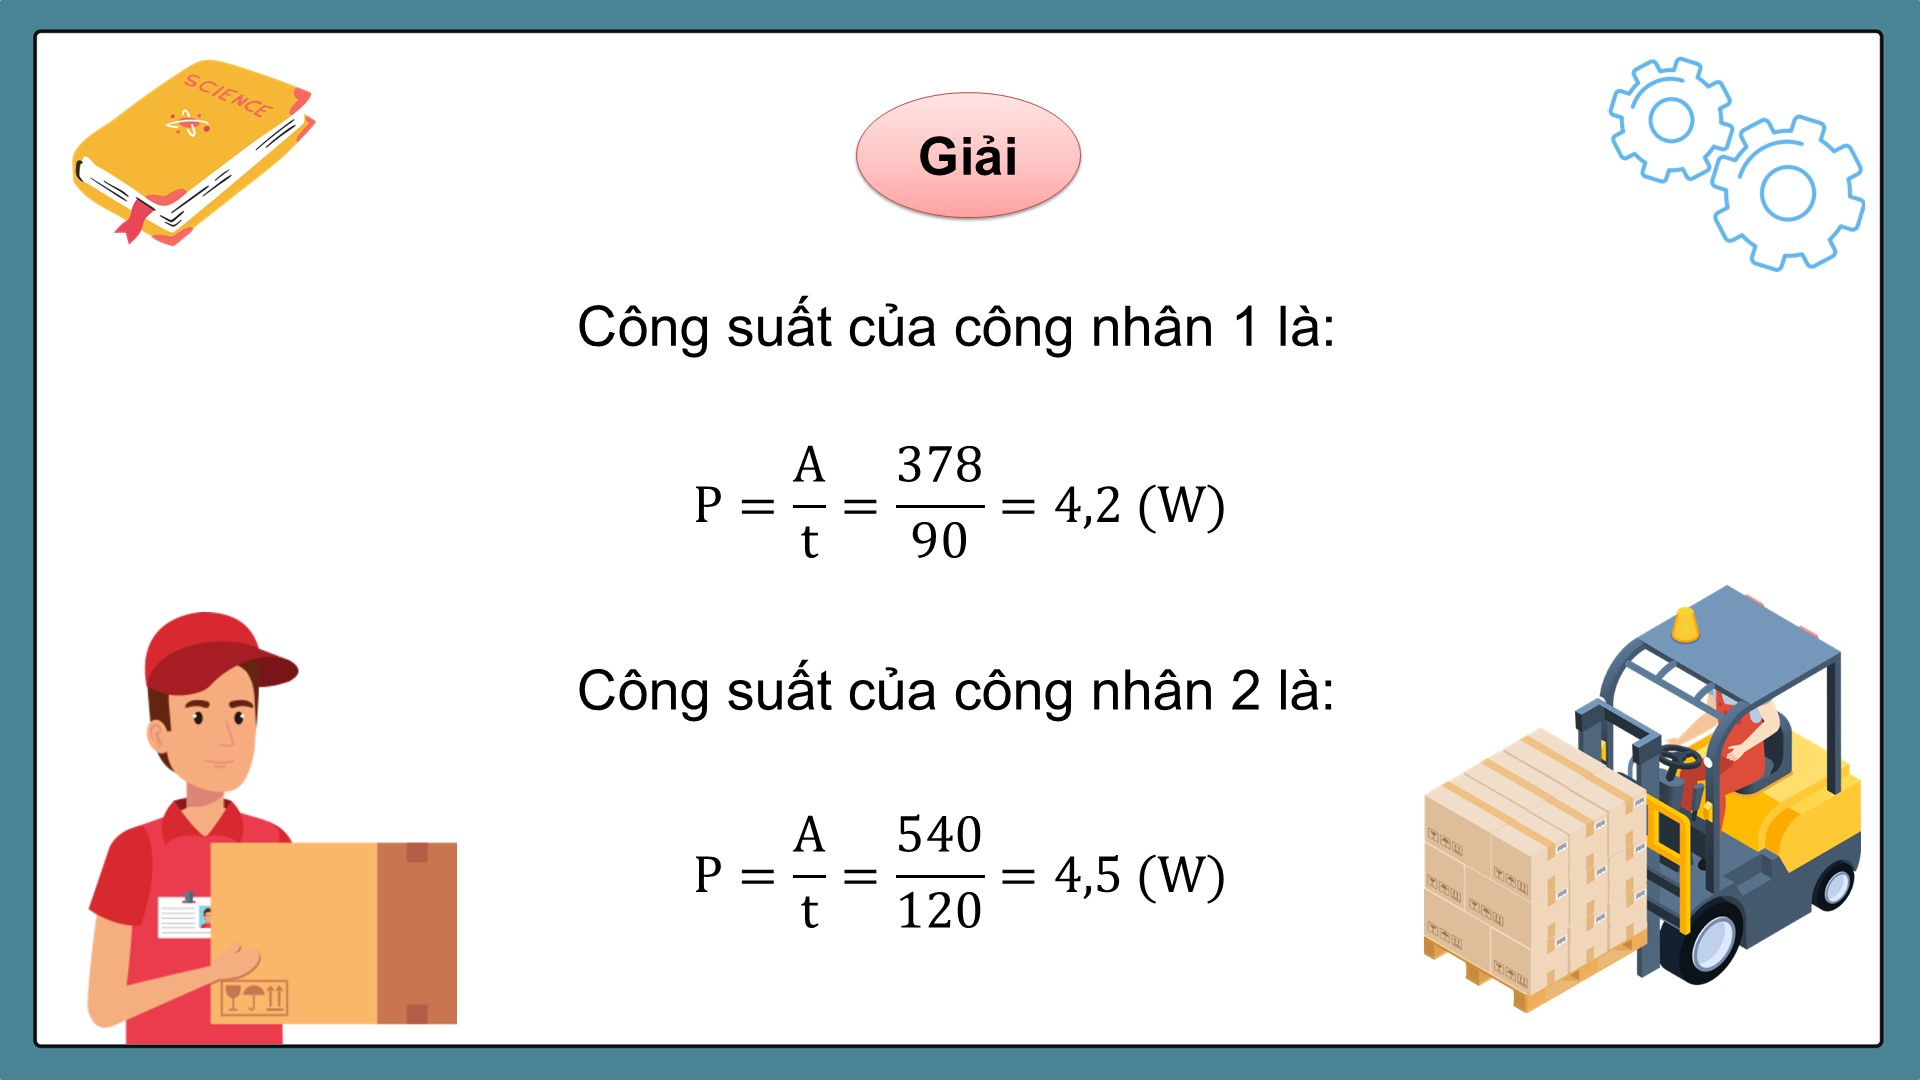 SCIENCE
Giải
Công suất của công nhân 1 là:
P = A/t = 378/90 = 4,2 (W)
Công suất của công nhân 2 là:
P = A/t = 540/120 = 4,5 (W)